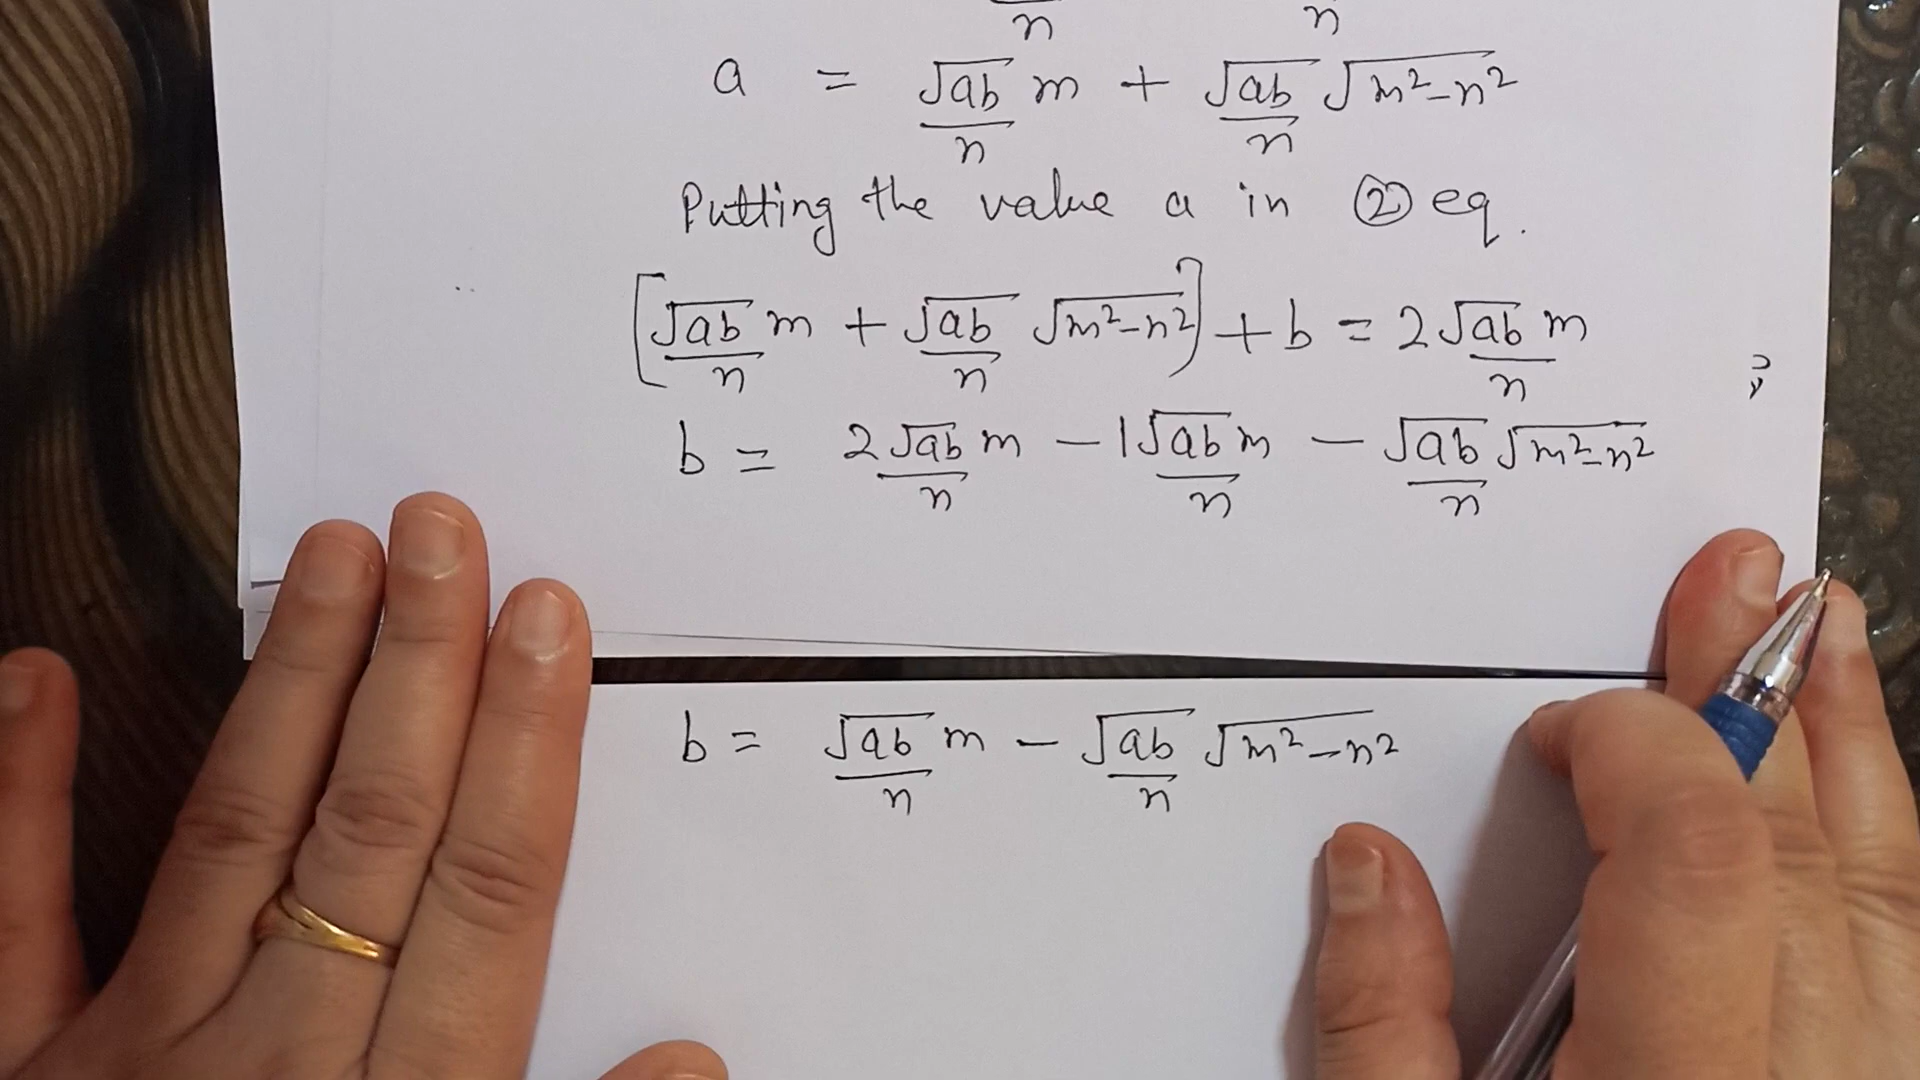 n n
a = √ab/n m + √ab/n √m²-n²
Putting the value a in ② eq.
[√ab/n m + √ab/n √m²-n²] + b = 2√ab/n m
b = 2√ab/n m - 1√ab/n m - √ab/n √m²-n²
b = √ab/n m - √ab/n √m²-n²